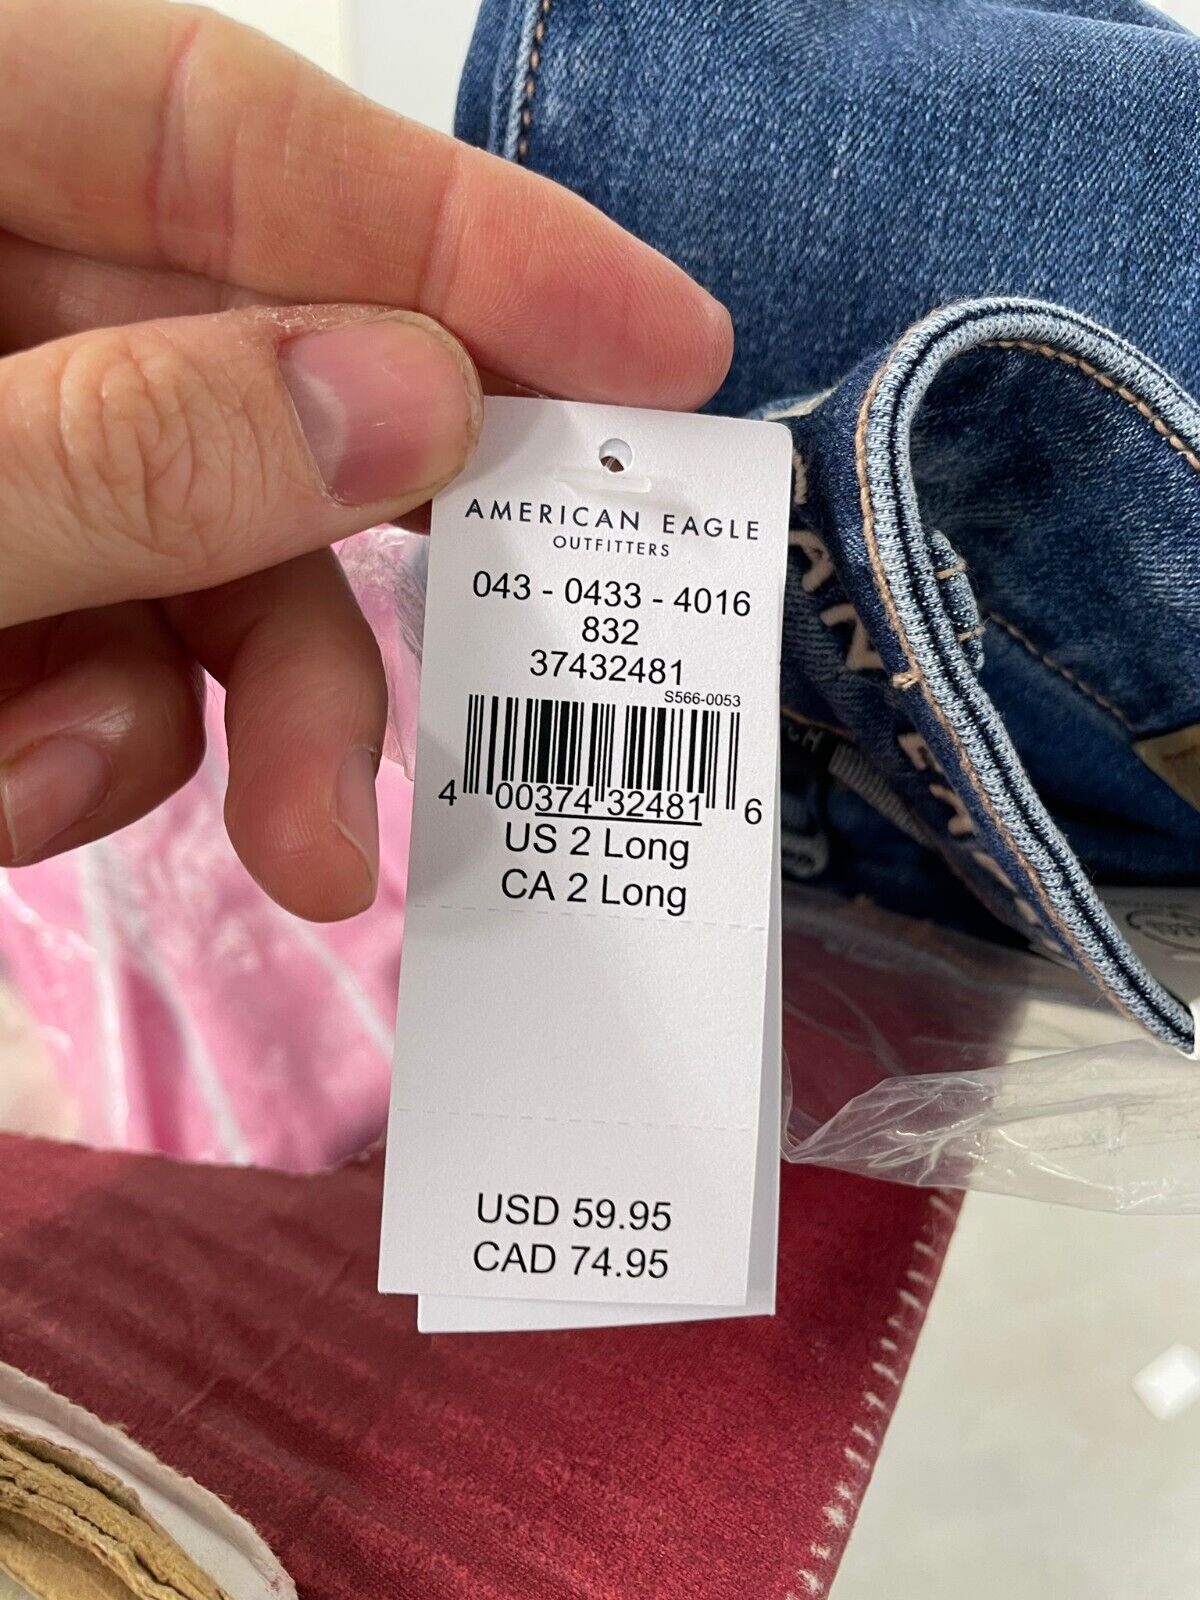 AMERICAN EAGLE
OUTFITTERS
043 - 0433 - 4016
832
37432481
S566-0053
4 00374 32481 6
US 2 Long
CA 2 Long
USD 59.95
CAD 74.95